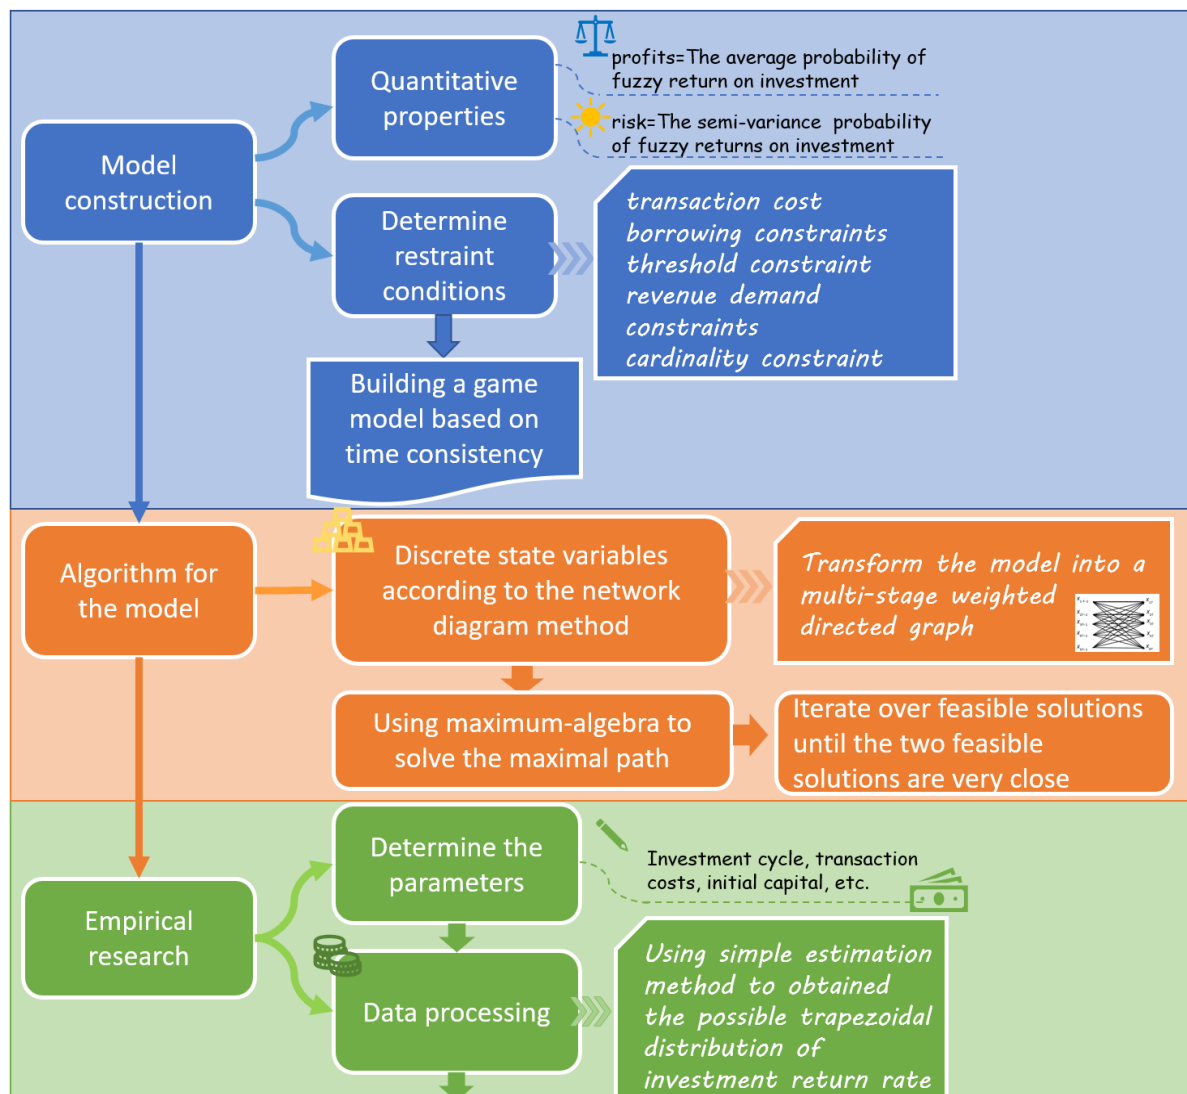 Model
construction
Quantitative
properties
profits=The average probability of
fuzzy return on investment
risk=The semi-variance probability
of fuzzy returns on investment
Determine
restraint
conditions
transaction cost
borrowing constraints
threshold constraint
revenue demand
constraints
cardinality constraint
Building a game
model based on
time consistency
Algorithm for
the model
Discrete state variables
according to the network
diagram method
Transform the model into a
multi-stage weighted
directed graph
Using maximum-algebra to
solve the maximal path
Iterate over feasible solutions
until the two feasible
solutions are very close
Empirical
research
Determine the
parameters
Investment cycle, transaction
costs, initial capital, etc.
Data processing
Using simple estimation
method to obtained
the possible trapezoidal
distribution of
investment return rate